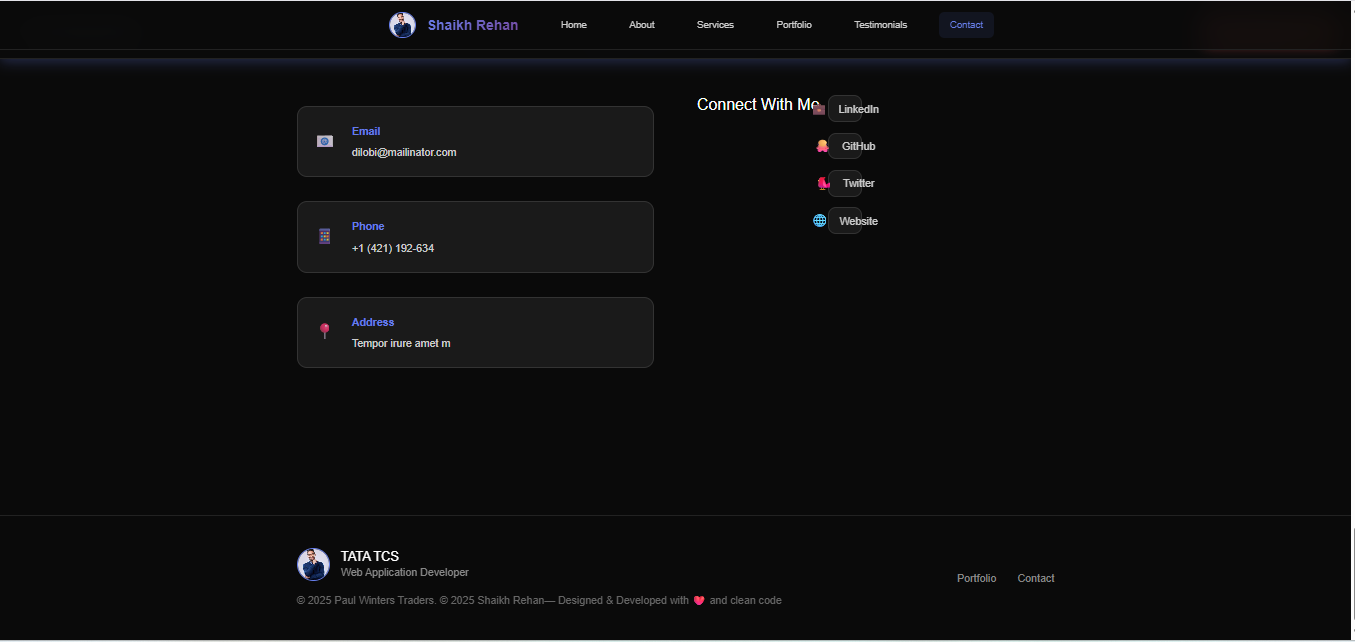 Shaikh Rehan Home About Services Portfolio Testimonials Contact
Email
dilobi@mailinator.com
Phone
+1 (421) 192-634
Address
Tempor irure amet m
Connect With Me
LinkedIn
GitHub
Twitter
Website
TATA TCS
Web Application Developer
© 2025 Paul Winters Traders. © 2025 Shaikh Rehan— Designed & Developed with ❤️ and clean code
Portfolio Contact